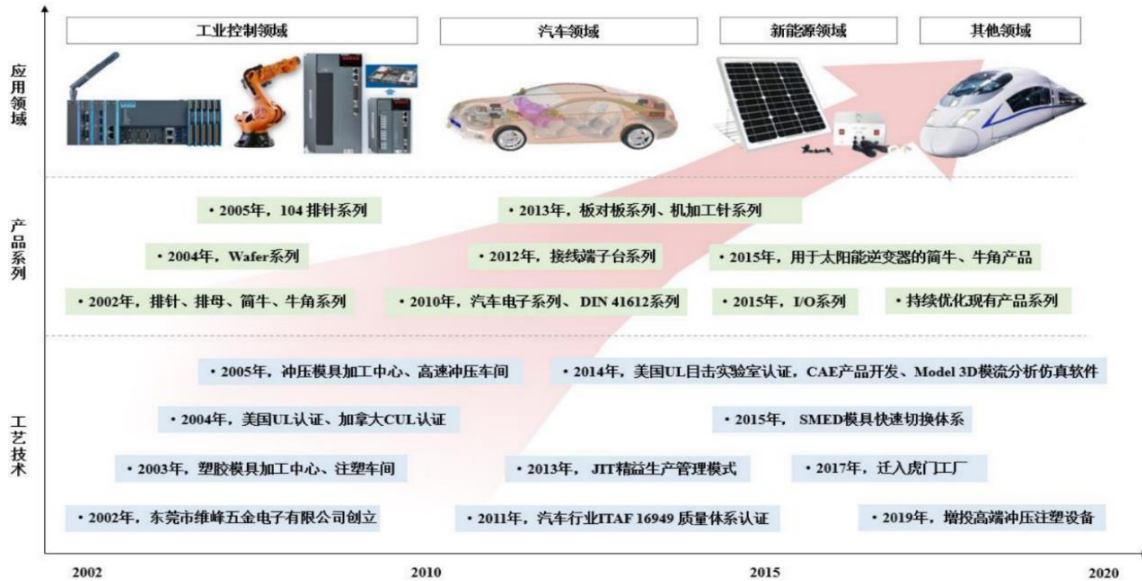 工业控制领域
汽车领域
新能源领域
其他领域
应用领域
产品系列
•2005年，104 排针系列
•2013年，板对板系列、机加工针系列
•2004年，Wafer系列
•2012年，接线端子台系列
•2015年，用于太阳能逆变器的简牛、牛角产品
•2002年，排针、排母、简牛、牛角系列
•2010年，汽车电子系列、 DIN 41612系列
•2015年，I/O系列
•持续优化现有产品系列
工艺技术
•2005年，冲压模具加工中心、高速冲压车间
•2014年，美国UL目击实验室认证，CAE产品开发、Model 3D模流分析仿真软件
•2004年，美国UL认证、加拿大CUL认证
•2015年， SMED模具快速切换体系
•2003年，塑胶模具加工中心、注塑车间
•2013年， JIT精益生产管理模式
•2017年，迁入虎门工厂
•2002年，东莞市维峰五金电子有限公司创立
•2011年，汽车行业ITAF 16949 质量体系认证
•2019年，增投高端冲压注塑设备
2002
2010
2015
2020